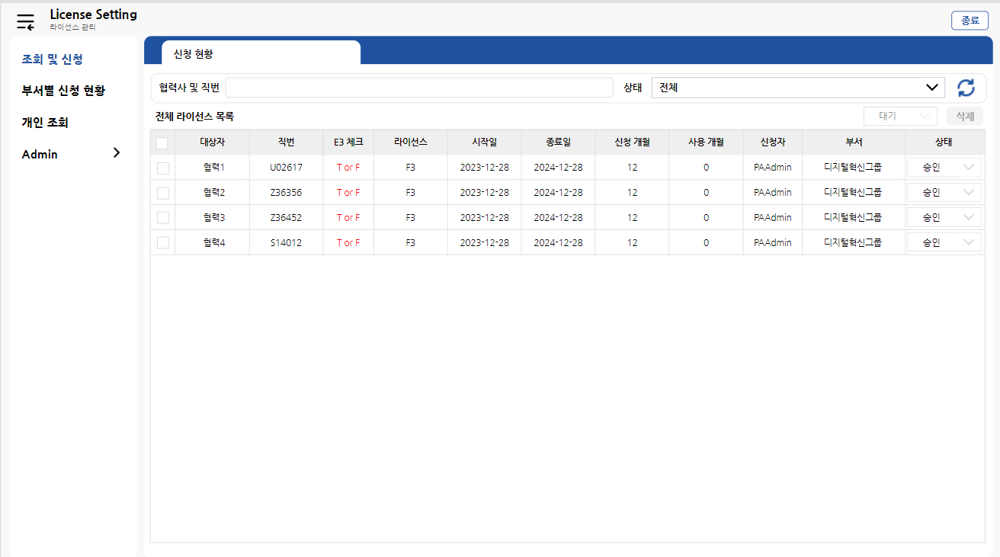 License Setting
라이선스 관리
종료
조회 및 신청
부서별 신청 현황
개인 조회
Admin
신청 현황
협력사 및 직번 상태 전체
전체 라이선스 목록 대기 삭제
대상자 직번 E3 체크 라이선스 시작일 종료일 신청 개월 사용 개월 신청자 부서 상태
협력1 U02617 T or F F3 2023-12-28 2024-12-28 12 0 PAAdmin 디지털혁신그룹 승인
협력2 Z36356 T or F F3 2023-12-28 2024-12-28 12 0 PAAdmin 디지털혁신그룹 승인
협력3 Z36452 T or F F3 2023-12-28 2024-12-28 12 0 PAAdmin 디지털혁신그룹 승인
협력4 S14012 T or F F3 2023-12-28 2024-12-28 12 0 PAAdmin 디지털혁신그룹 승인